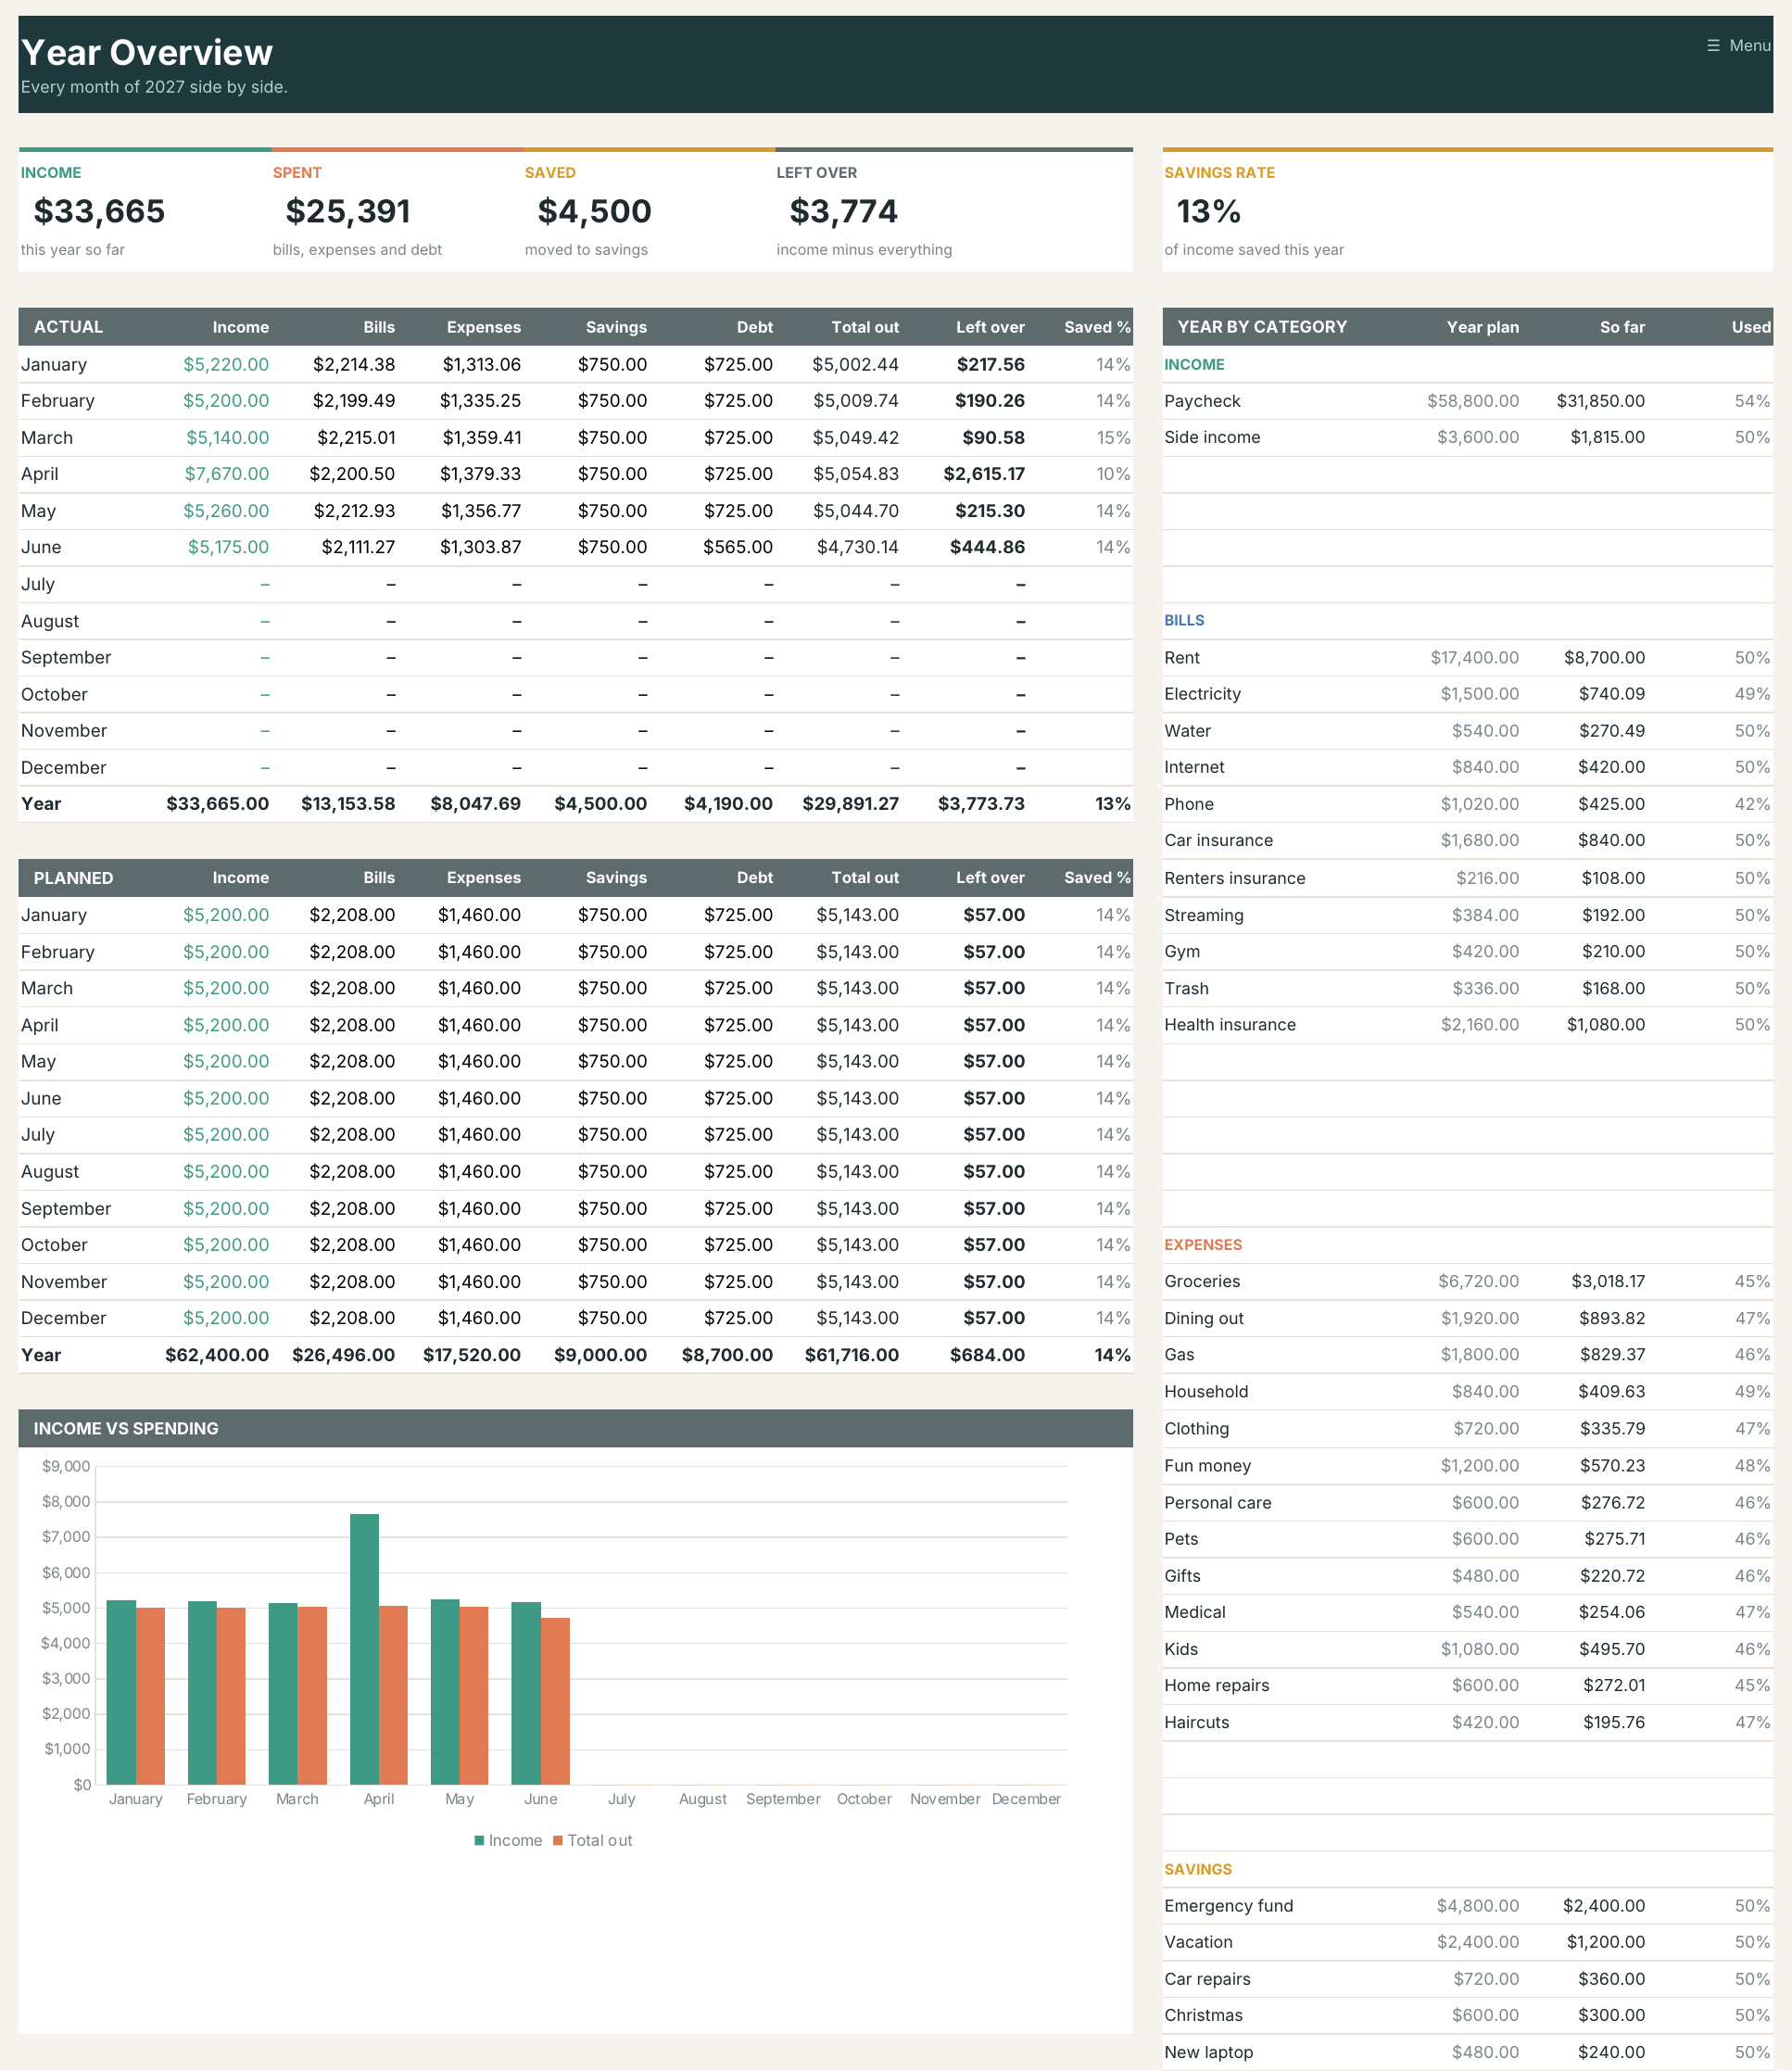 Year Overview
☰ Menu
Every month of 2027 side by side.
INCOME SPENT SAVED LEFT OVER
$33,665 $25,391 $4,500 $3,774
this year so far bills, expenses and debt moved to savings income minus everything
SAVINGS RATE
13%
of income saved this year
ACTUAL Income Bills Expenses Savings Debt Total out Left over Saved %
January $5,220.00 $2,214.38 $1,313.06 $750.00 $725.00 $5,002.44 $217.56 14%
February $5,200.00 $2,199.49 $1,335.25 $750.00 $725.00 $5,009.74 $190.26 14%
March $5,140.00 $2,215.01 $1,359.41 $750.00 $725.00 $5,049.42 $90.58 15%
April $7,670.00 $2,200.50 $1,379.33 $750.00 $725.00 $5,054.83 $2,615.17 10%
May $5,260.00 $2,212.93 $1,356.77 $750.00 $725.00 $5,044.70 $215.30 14%
June $5,175.00 $2,111.27 $1,303.87 $750.00 $565.00 $4,730.14 $444.86 14%
July – – – – – – –
August – – – – – – –
September – – – – – – –
October – – – – – – –
November – – – – – – –
December – – – – – – –
Year $33,665.00 $13,153.58 $8,047.69 $4,500.00 $4,190.00 $29,891.27 $3,773.73 13%
PLANNED Income Bills Expenses Savings Debt Total out Left over Saved %
January $5,200.00 $2,208.00 $1,460.00 $750.00 $725.00 $5,143.00 $57.00 14%
February $5,200.00 $2,208.00 $1,460.00 $750.00 $725.00 $5,143.00 $57.00 14%
March $5,200.00 $2,208.00 $1,460.00 $750.00 $725.00 $5,143.00 $57.00 14%
April $5,200.00 $2,208.00 $1,460.00 $750.00 $725.00 $5,143.00 $57.00 14%
May $5,200.00 $2,208.00 $1,460.00 $750.00 $725.00 $5,143.00 $57.00 14%
June $5,200.00 $2,208.00 $1,460.00 $750.00 $725.00 $5,143.00 $57.00 14%
July $5,200.00 $2,208.00 $1,460.00 $750.00 $725.00 $5,143.00 $57.00 14%
August $5,200.00 $2,208.00 $1,460.00 $750.00 $725.00 $5,143.00 $57.00 14%
September $5,200.00 $2,208.00 $1,460.00 $750.00 $725.00 $5,143.00 $57.00 14%
October $5,200.00 $2,208.00 $1,460.00 $750.00 $725.00 $5,143.00 $57.00 14%
November $5,200.00 $2,208.00 $1,460.00 $750.00 $725.00 $5,143.00 $57.00 14%
December $5,200.00 $2,208.00 $1,460.00 $750.00 $725.00 $5,143.00 $57.00 14%
Year $62,400.00 $26,496.00 $17,520.00 $9,000.00 $8,700.00 $61,716.00 $684.00 14%
INCOME VS SPENDING
$9,000
$8,000
$7,000
$6,000
$5,000
$4,000
$3,000
$2,000
$1,000
$0
January February March April May June July August September October November December
Income Total out
YEAR BY CATEGORY Year plan So far Used
INCOME
Paycheck $58,800.00 $31,850.00 54%
Side income $3,600.00 $1,815.00 50%
BILLS
Rent $17,400.00 $8,700.00 50%
Electricity $1,500.00 $740.09 49%
Water $540.00 $270.49 50%
Internet $840.00 $420.00 50%
Phone $1,020.00 $425.00 42%
Car insurance $1,680.00 $840.00 50%
Renters insurance $216.00 $108.00 50%
Streaming $384.00 $192.00 50%
Gym $420.00 $210.00 50%
Trash $336.00 $168.00 50%
Health insurance $2,160.00 $1,080.00 50%
EXPENSES
Groceries $6,720.00 $3,018.17 45%
Dining out $1,920.00 $893.82 47%
Gas $1,800.00 $829.37 46%
Household $840.00 $409.63 49%
Clothing $720.00 $335.79 47%
Fun money $1,200.00 $570.23 48%
Personal care $600.00 $276.72 46%
Pets $600.00 $275.71 46%
Gifts $480.00 $220.72 46%
Medical $540.00 $254.06 47%
Kids $1,080.00 $495.70 46%
Home repairs $600.00 $272.01 45%
Haircuts $420.00 $195.76 47%
SAVINGS
Emergency fund $4,800.00 $2,400.00 50%
Vacation $2,400.00 $1,200.00 50%
Car repairs $720.00 $360.00 50%
Christmas $600.00 $300.00 50%
New laptop $480.00 $240.00 50%